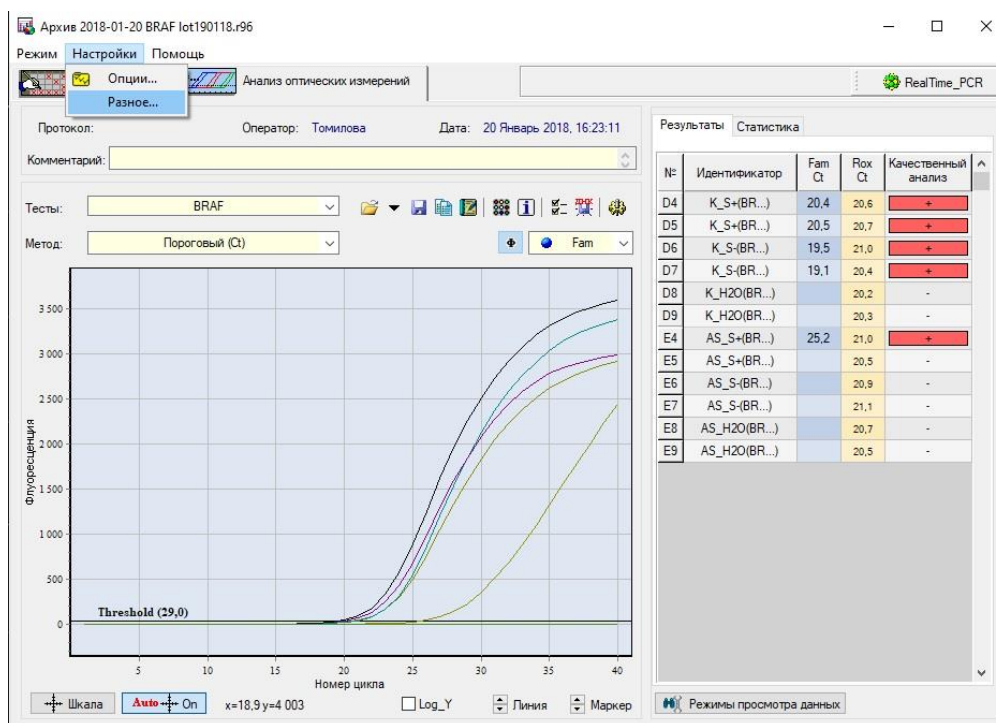 Архив 2018-01-20 BRAF lot190118.r96
Режим Настройки Помощь
Опции...
Разное...
Анализ оптических измерений
RealTime_PCR
Протокол: Оператор: Томилова Дата: 20 Январь 2018, 16:23:11
Комментарий:
Тесты: BRAF
Метод: Пороговый (Ct) Ф Fam
Флуоресценция
3 500
3 000
2 500
2 000
1 500
1 000
500
Threshold (29,0)
0
5 10 15 20 25 30 35 40
Номер цикла
Шкала Auto On x=18,9 y=4 003 Log_Y Линия Маркер
Результаты Статистика
№ Идентификатор Fam Ct Rox Ct Качественный анализ
D4 K_S+(BR...) 20,4 20,6 +
D5 K_S+(BR...) 20,5 20,7 +
D6 K_S-(BR...) 19,5 21,0 +
D7 K_S-(BR...) 19,1 20,4 +
D8 K_H2O(BR...) 20,2 -
D9 K_H2O(BR...) 20,3 -
E4 AS_S+(BR...) 25,2 21,0 +
E5 AS_S+(BR...) 20,5 -
E6 AS_S-(BR...) 20,9 -
E7 AS_S-(BR...) 21,1 -
E8 AS_H2O(BR...) 20,7 -
E9 AS_H2O(BR...) 20,5 -
Режимы просмотра данных